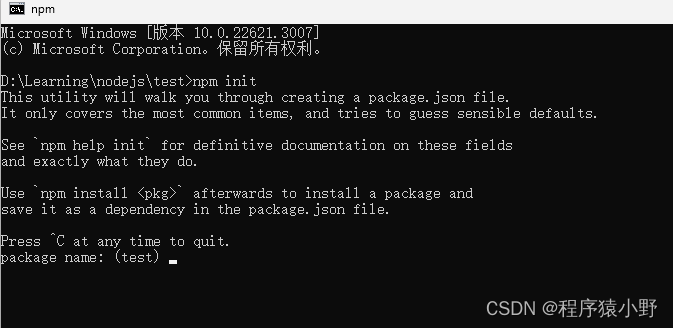 npm
Microsoft Windows [版本 10.0.22621.3007]
(c) Microsoft Corporation。保留所有权利。
D:\Learning\nodejs\test>npm init
This utility will walk you through creating a package.json file.
It only covers the most common items, and tries to guess sensible defaults.
See `npm help init` for definitive documentation on these fields
and exactly what they do.
Use `npm install <pkg>` afterwards to install a package and
save it as a dependency in the package.json file.
Press ^C at any time to quit.
package name: (test)
CSDN @程序猿小野